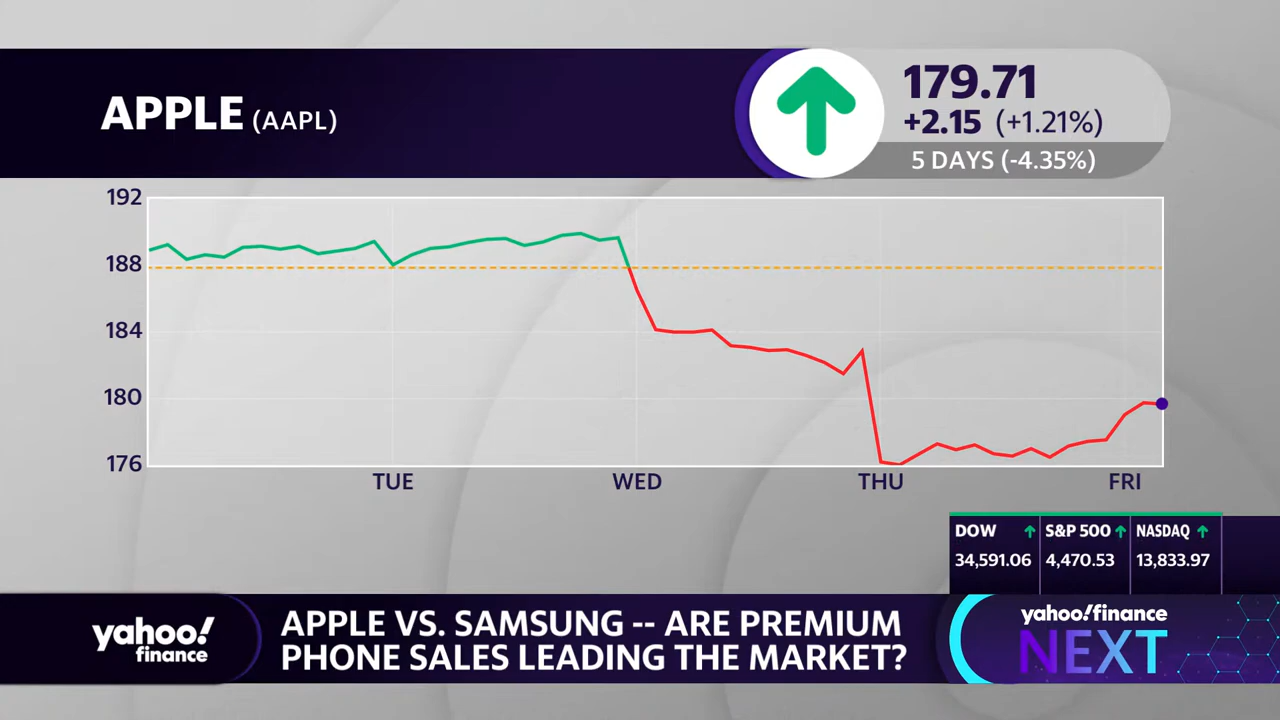 APPLE (AAPL)
179.71
+2.15 (+1.21%)
5 DAYS (-4.35%)
192
188
184
180
176
TUE WED THU FRI
DOW S&P 500 NASDAQ
34,591.06 4,470.53 13,833.97
yahoo!
finance
APPLE VS. SAMSUNG -- ARE PREMIUM
PHONE SALES LEADING THE MARKET?
yahoo!finance
NEXT